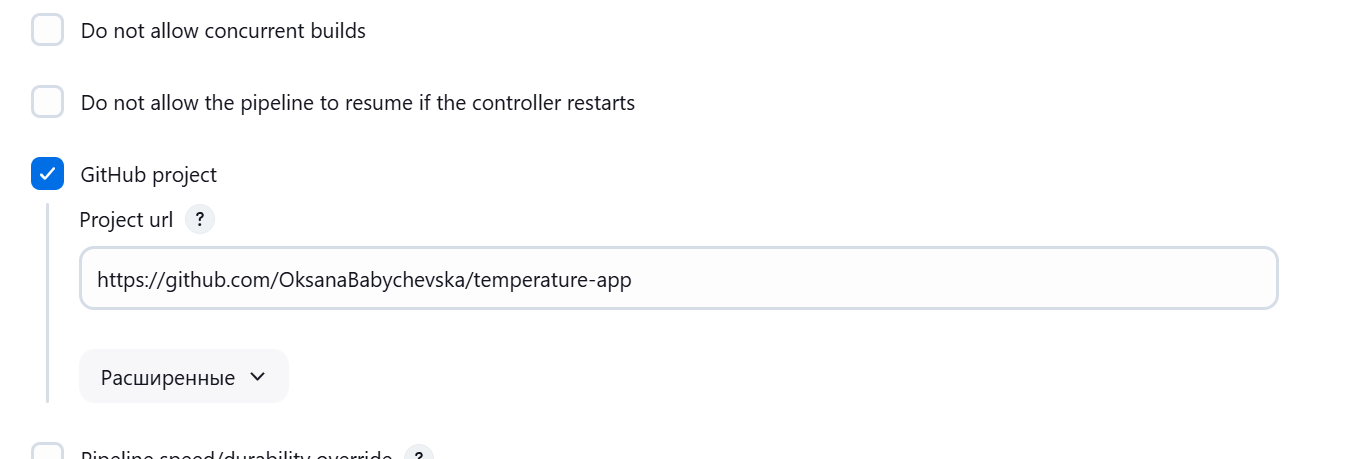 Do not allow concurrent builds
Do not allow the pipeline to resume if the controller restarts
GitHub project
Project url ?
https://github.com/OksanaBabychevska/temperature-app
Расширенные
Pipeline speed/durability override ?